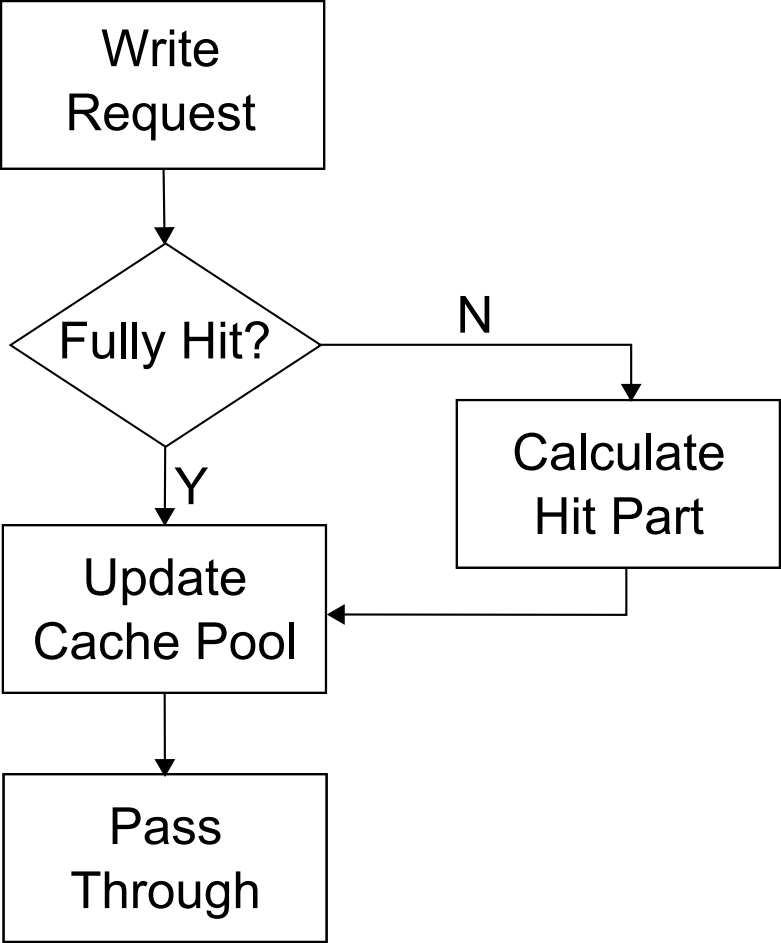 Write
Request
Fully Hit?
N
Y
Calculate
Hit Part
Update
Cache Pool
Pass
Through